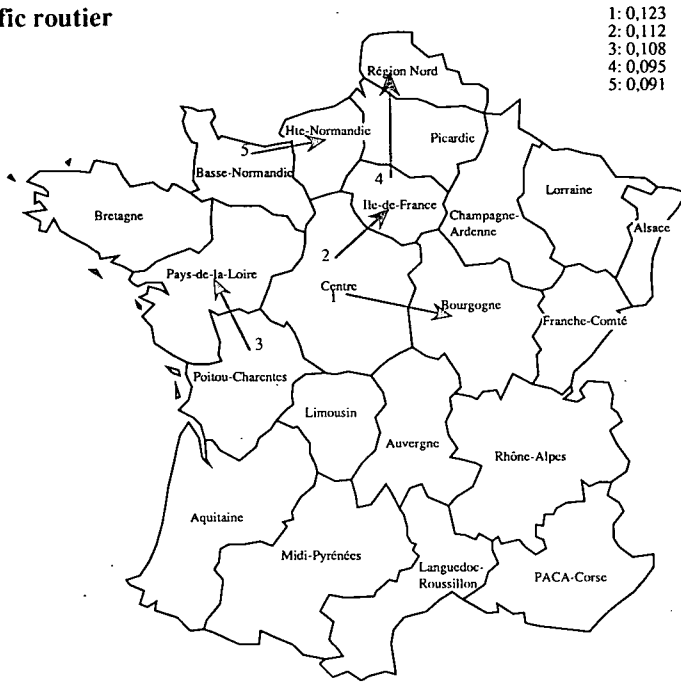 fic routier
1: 0,123
2: 0,112
3: 0,108
4: 0,095
5: 0,091
Région Nord
Hte-Normandie
Picardie
5
Basse-Normandie
4
Lorraine
Ile-de-France
Bretagne
Champagne-
Ardenne
Alsace
2
Pays-de-la-Loire
Centre
1
Bourgogne
Franche-Comté
3
Poitou-Charentes
Limousin
Auvergne
Rhône-Alpes
Aquitaine
Midi-Pyrénées
Languedoc-
Roussillon
PACA-Corse